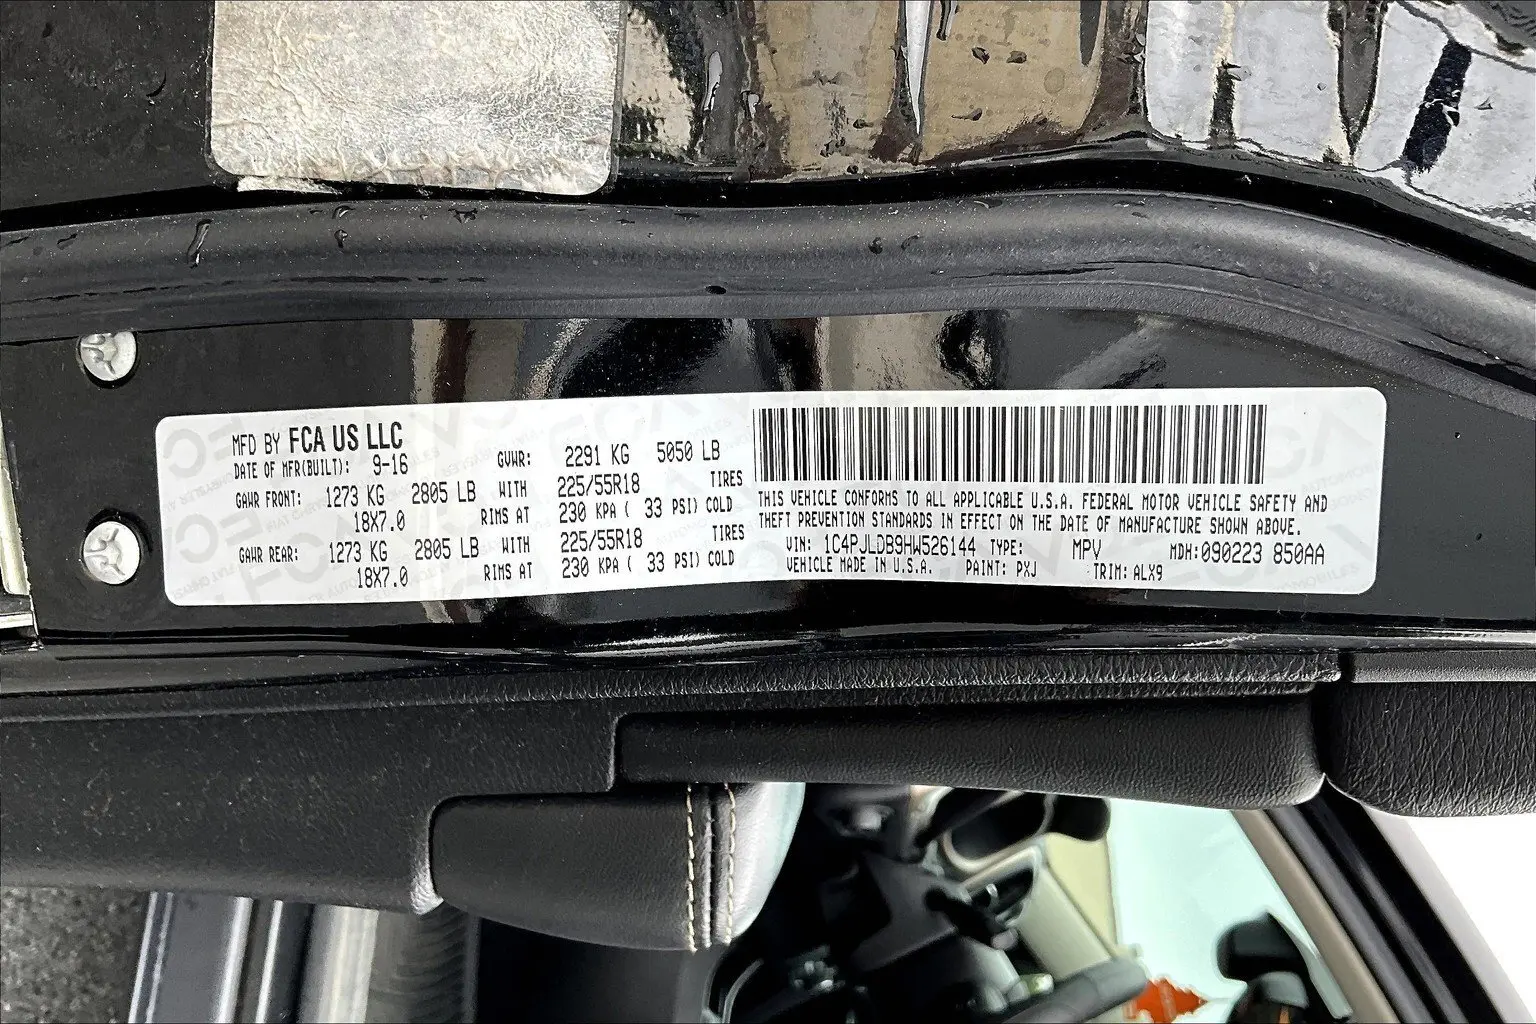 MFD BY FCA US LLC
DATE OF MFR(BUILT): 9-16 GVWR: 2291 KG 5050 LB
GAWR FRONT: 1273 KG 2805 LB WITH 225/55R18 TIRES
18X7.0 RIMS AT 230 KPA ( 33 PSI) COLD
GAWR REAR: 1273 KG 2805 LB WITH 225/55R18 TIRES
18X7.0 RIMS AT 230 KPA ( 33 PSI) COLD
THIS VEHICLE CONFORMS TO ALL APPLICABLE U.S.A. FEDERAL MOTOR VEHICLE SAFETY AND
THEFT PREVENTION STANDARDS IN EFFECT ON THE DATE OF MANUFACTURE SHOWN ABOVE.
VIN: 1C4PJLDB9HW526144 TYPE: MPV MDH:090223 850AA
VEHICLE MADE IN U.S.A. PAINT: PXJ TRIM: ALX9